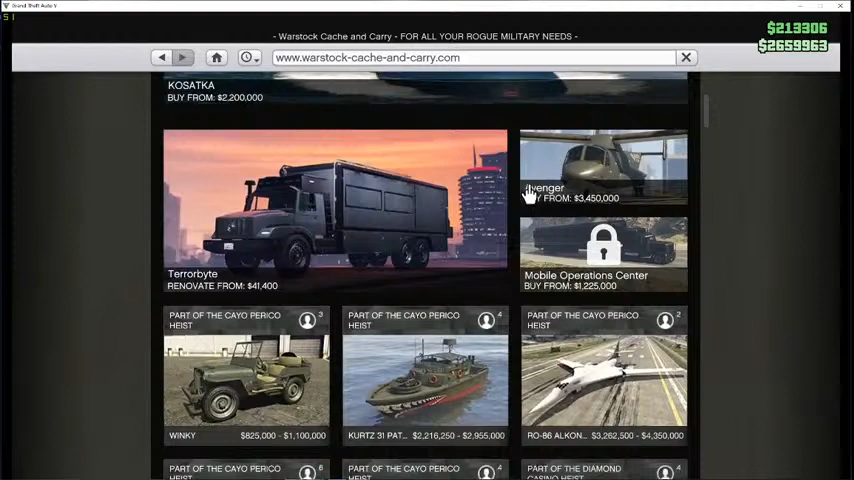 Grand Theft Auto V
51
- Warstock Cache and Carry - FOR ALL YOUR ROGUE MILITARY NEEDS -
$213306
$2659963
www.warstock-cache-and-carry.com
KOSATKA
BUY FROM: $2,200,000
Terrorbyte
RENOVATE FROM: $41,400
venger
Y FROM: $3,450,000
Mobile Operations Center
BUY FROM: $1,225,000
PART OF THE CAYO PERICO HEIST
3
WINKY $825,000 - $1,100,000
PART OF THE CAYO PERICO HEIST
4
KURTZ 31 PAT... $2,216,250 - $2,955,000
PART OF THE CAYO PERICO HEIST
2
RO-86 ALKON... $3,262,500 - $4,350,000
PART OF THE CAYO PERICO HEIST
6
PART OF THE CAYO PERICO HEIST
4
PART OF THE DIAMOND CASINO HEIST
4